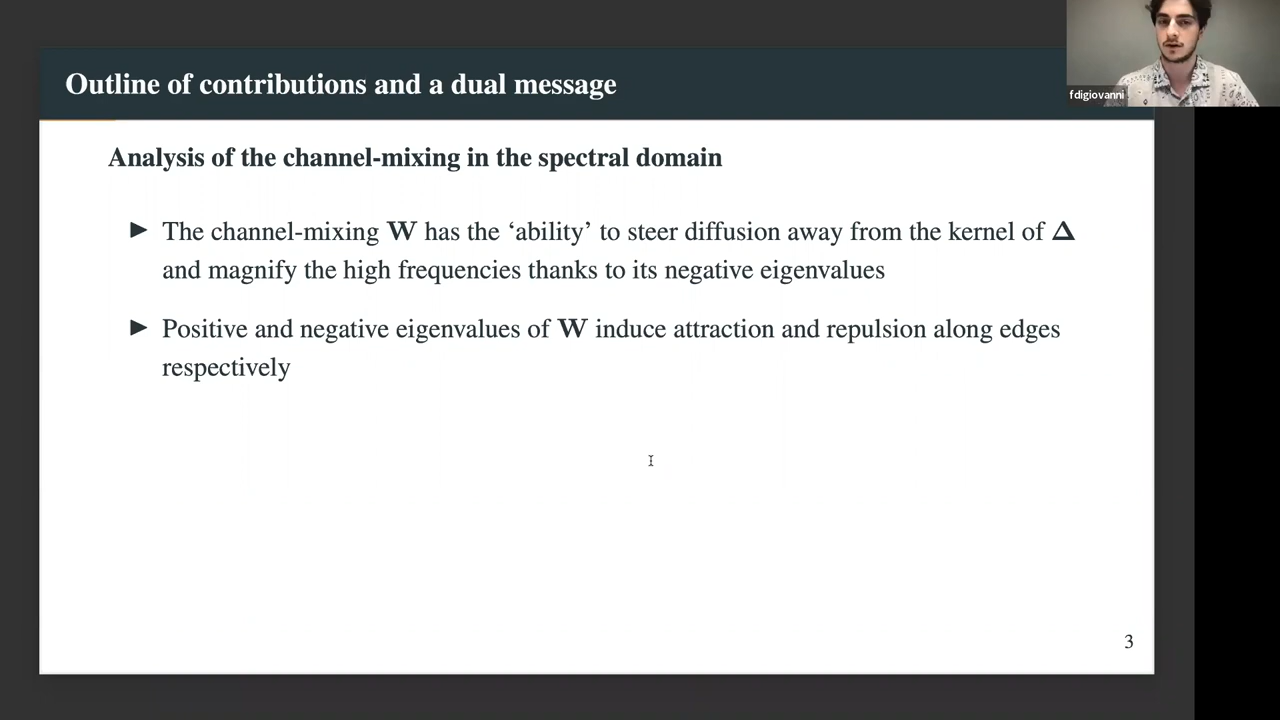 Outline of contributions and a dual message
fdigiovanni
Analysis of the channel-mixing in the spectral domain
► The channel-mixing W has the ‘ability’ to steer diffusion away from the kernel of Δ
and magnify the high frequencies thanks to its negative eigenvalues
► Positive and negative eigenvalues of W induce attraction and repulsion along edges
respectively
3